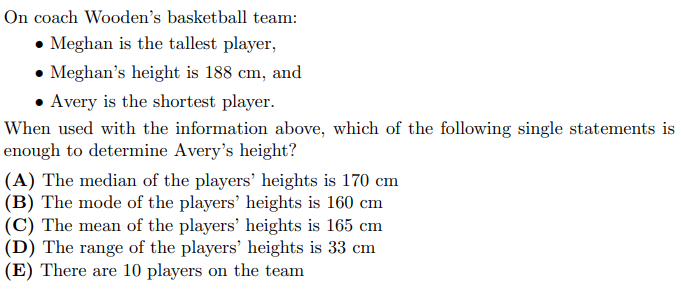 On coach Wooden's basketball team:
• Meghan is the tallest player,
• Meghan's height is 188 cm, and
• Avery is the shortest player.
When used with the information above, which of the following single statements is
enough to determine Avery's height?
(A) The median of the players' heights is 170 cm
(B) The mode of the players' heights is 160 cm
(C) The mean of the players' heights is 165 cm
(D) The range of the players' heights is 33 cm
(E) There are 10 players on the team